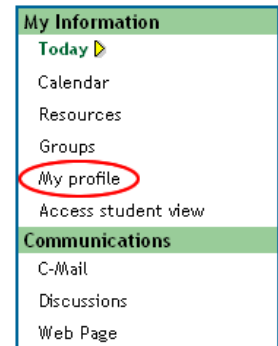 My Information
Today
Calendar
Resources
Groups
My profile
Access student view
Communications
C-Mail
Discussions
Web Page